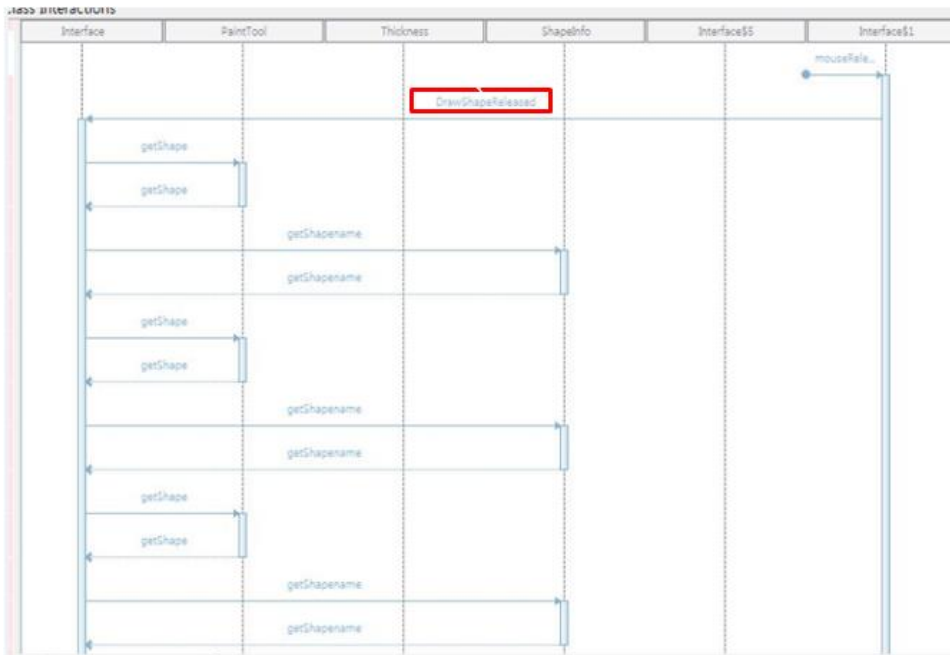 Class Interactions
Interface PaintTool Thickness ShapeInfo Interface$5 Interface$1
mouseRele...
DrawShapeReleased
getShape
getShape
getShapename
getShapename
getShape
getShape
getShapename
getShapename
getShape
getShape
getShapename
getShapename